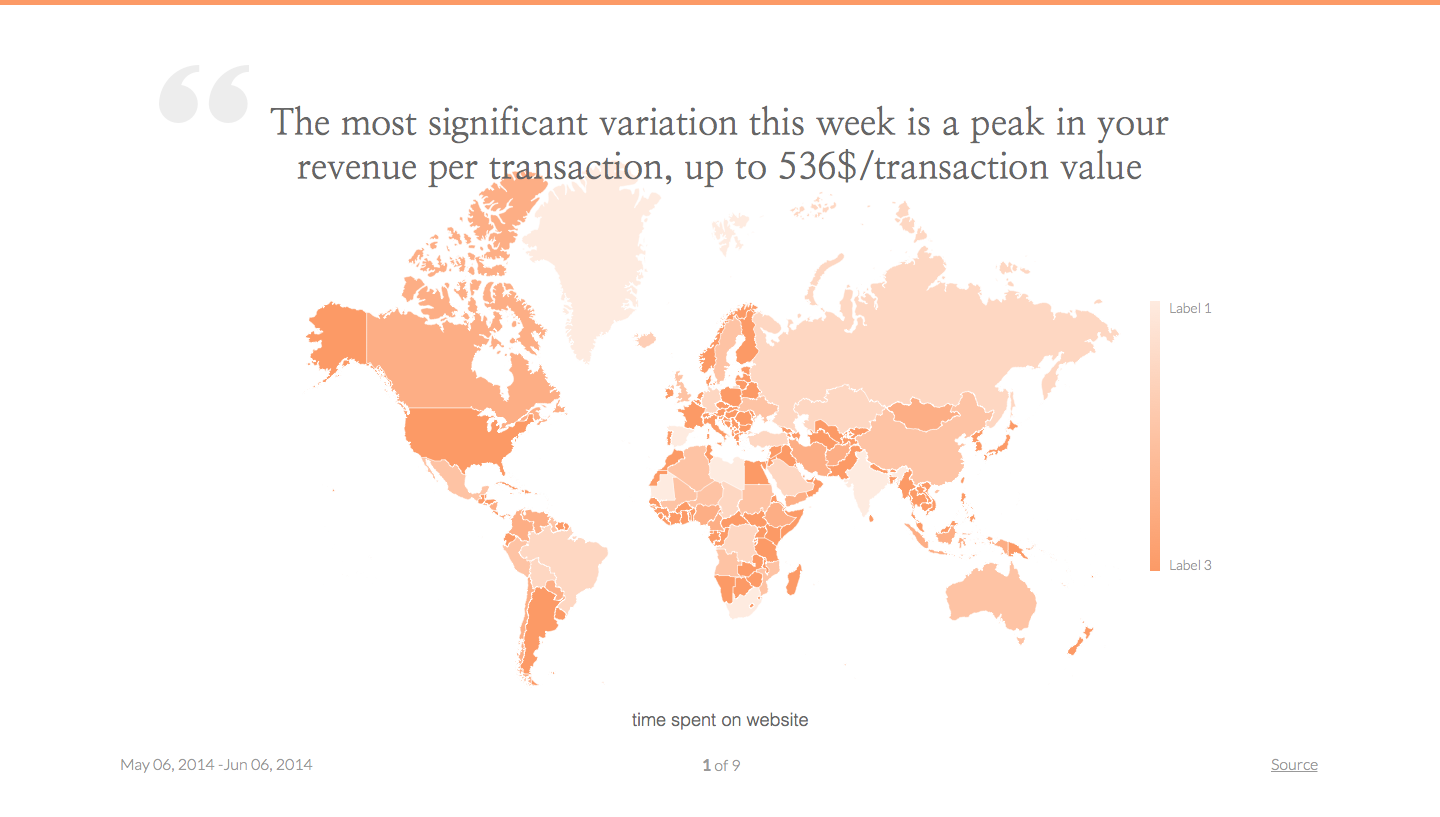 “
The most significant variation this week is a peak in your
revenue per transaction, up to 536$/transaction value
Label 1
Label 3
time spent on website
May 06, 2014 -Jun 06, 2014
1 of 9
Source